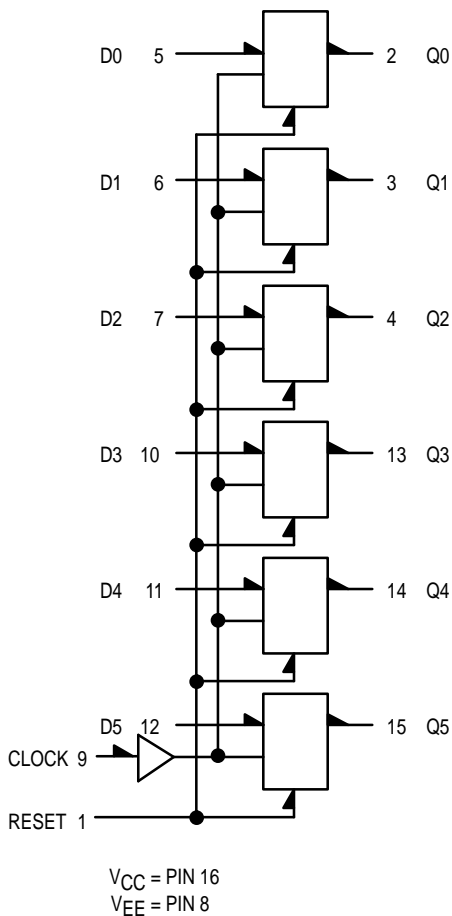 D0 5 2 Q0
D1 6 3 Q1
D2 7 4 Q2
D3 10 13 Q3
D4 11 14 Q4
D5 12 15 Q5
CLOCK 9
RESET 1
VCC = PIN 16
VEE = PIN 8